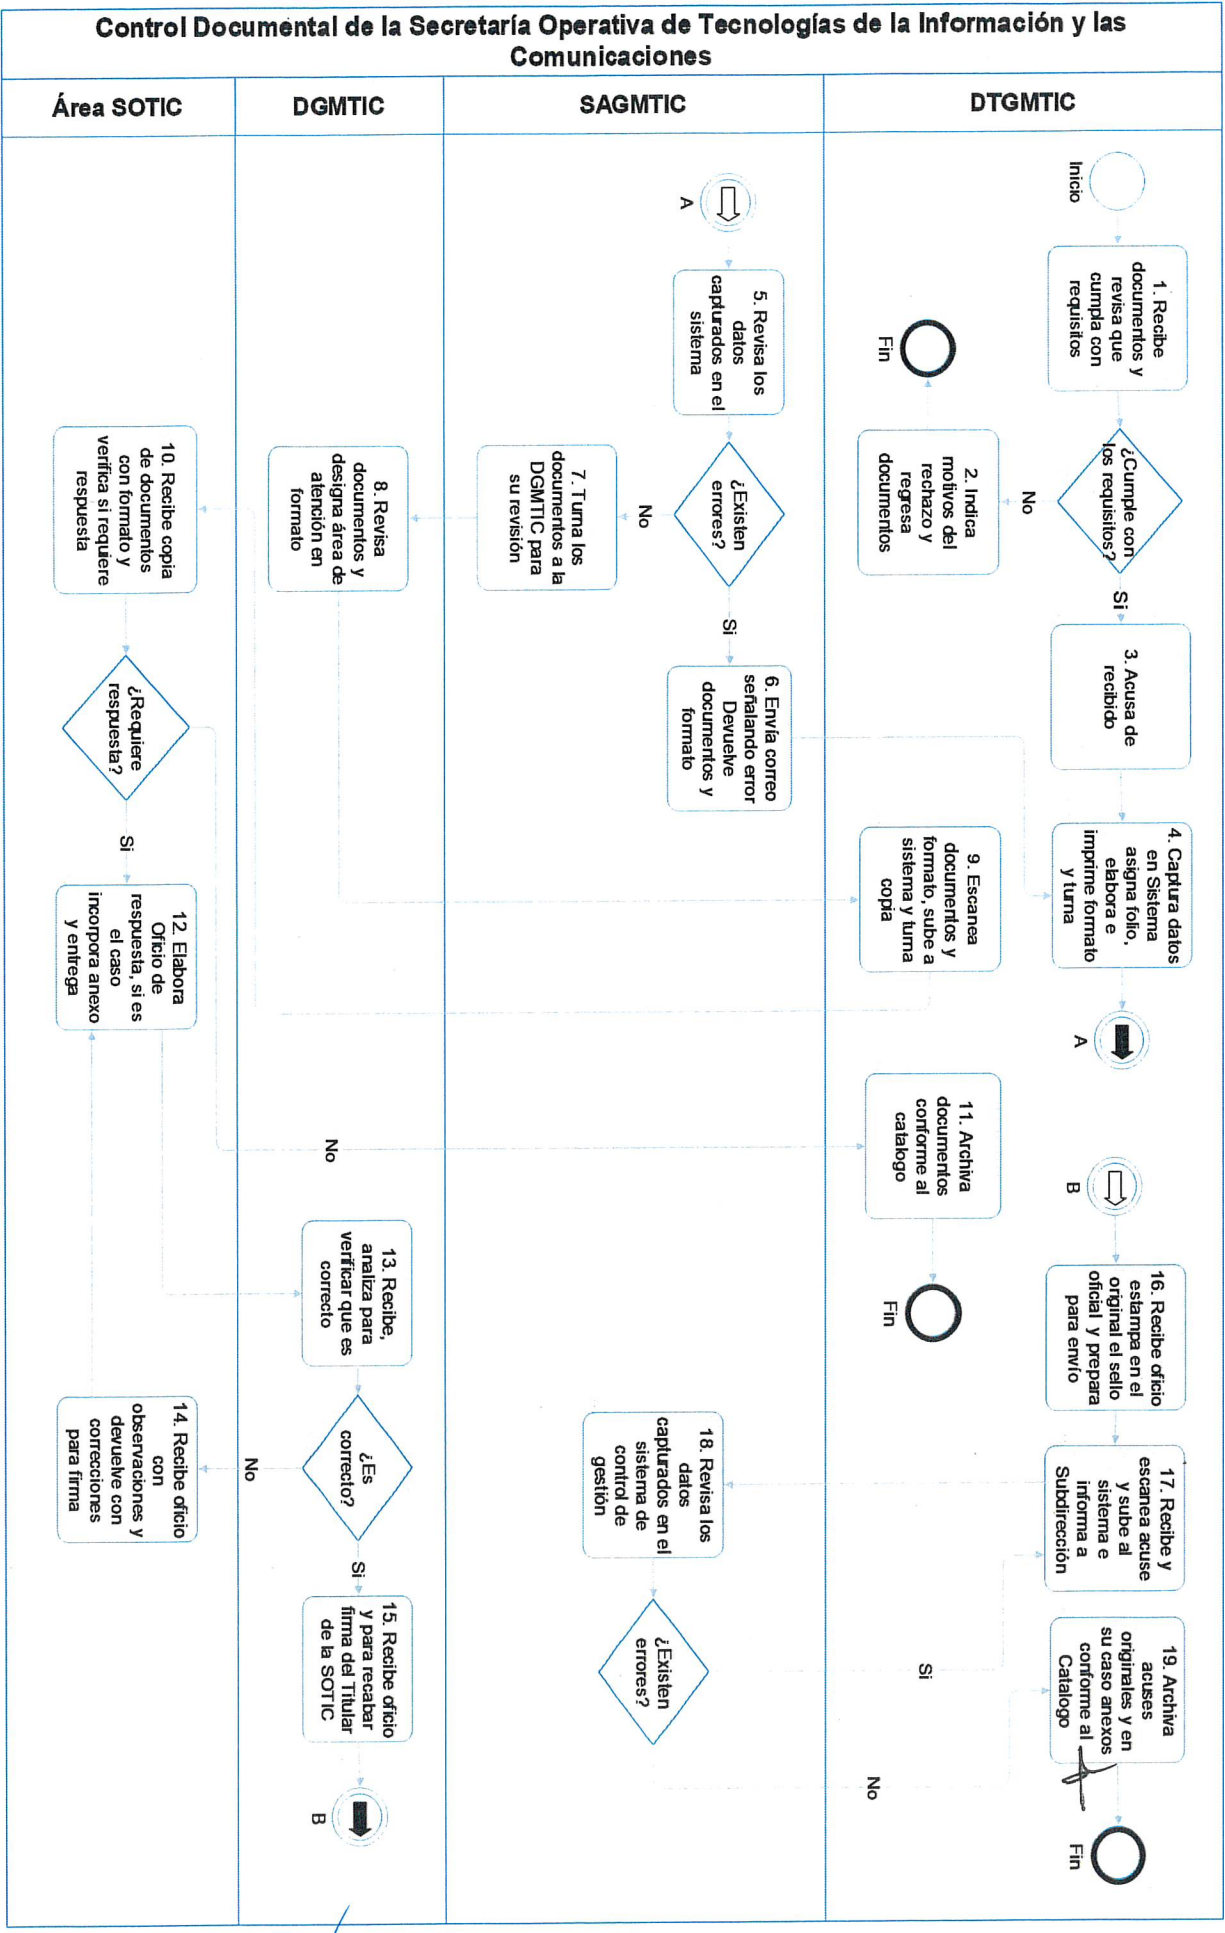 Control Documental de la Secretaría Operativa de Tecnologías de la Información y las
Comunicaciones
DTGMTIC
SAGMTIC
DGMTIC
Área SOTIC
Inicio
1. Recibe
documentos y
revisa que
cumpla con
requisitos
¿Cumple con
los requisitos?
No
Si
2. Indica
motivos del
rechazo y
regresa
documentos
Fin
3. Acusa de
recibido
4. Captura datos
en Sistema
asigna folio,
elabora e
imprime formato
y turna
A
A
5. Revisa los
datos
capturados en el
sistema
¿Existen
errores?
No
Si
6. Envía correo
señalando error
Devuelve
documentos y
formato
7. Turna los
documentos a la
DGMTIC para
su revisión
8. Revisa
documentos y
designa área de
atención en
formato
9. Escanea
documentos y
formato, sube a
sistema y turna
copia
10. Recibe copia
de documentos
con formato y
verifica si requiere
respuesta
¿Requiere
respuesta?
Si
No
11. Archiva
documentos
conforme al
catalogo
Fin
12. Elabora
Oficio de
respuesta, si es
el caso
incorpora anexo
y entrega
13. Recibe,
analiza para
verificar que es
correcto
¿Es
correcto?
No
Si
14. Recibe oficio
con
observaciones y
devuelve con
correcciones
para firma
15. Recibe oficio
y para recabar
firma del Titular
de la SOTIC
B
B
16. Recibe oficio
estampa en el
original el sello
oficial y prepara
para envío
17. Recibe y
escanea acuse
y sube al
sistema e
informa a
Subdirección
18. Revisa los
datos
capturados en el
sistema de
control de
gestión
¿Existen
errores?
Si
No
19. Archiva
acuses
originales y en
su caso anexos
conforme al
Catalogo
Fin